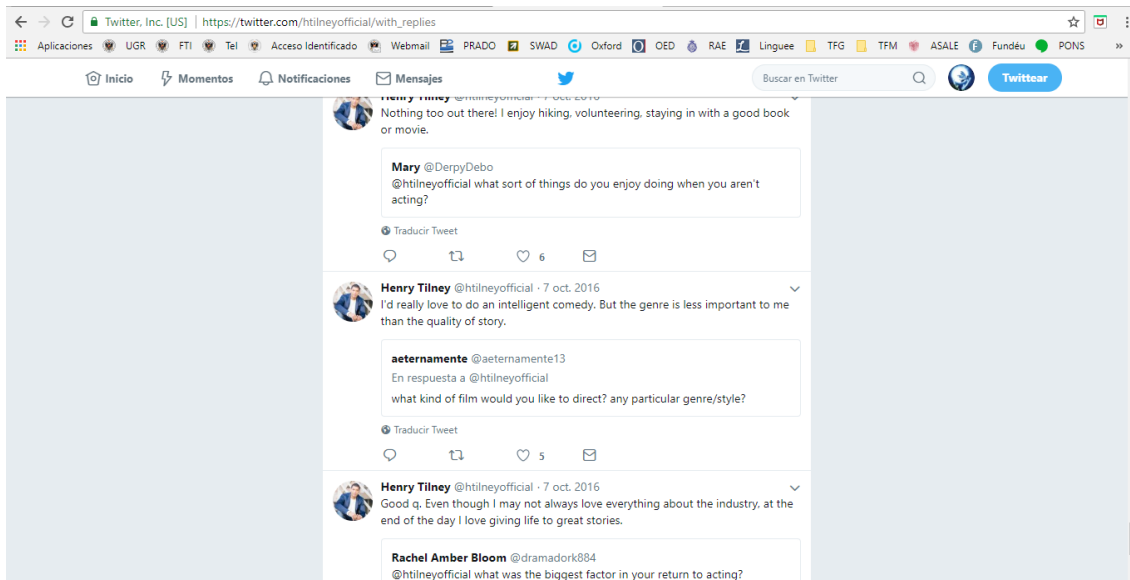 Twitter, Inc. [US] | https://twitter.com/htilneyofficial/with_replies
Aplicaciones UGR FTI Tel Acceso Identificado Webmail PRADO SWAD Oxford OED RAE Linguee TFG TFM ASALE Fundéu PONS »
Inicio Momentos Notificaciones Mensajes Buscar en Twitter Twittear
Henry Tilney @htilneyofficial · 7 oct. 2016
Nothing too out there! I enjoy hiking, volunteering, staying in with a good book
or movie.
Mary @DerpyDebo
@htilneyofficial what sort of things do you enjoy doing when you aren't
acting?
Traducir Tweet
6
Henry Tilney @htilneyofficial · 7 oct. 2016
I'd really love to do an intelligent comedy. But the genre is less important to me
than the quality of story.
aeternamente @aeternamente13
En respuesta a @htilneyofficial
what kind of film would you like to direct? any particular genre/style?
Traducir Tweet
5
Henry Tilney @htilneyofficial · 7 oct. 2016
Good q. Even though I may not always love everything about the industry, at the
end of the day I love giving life to great stories.
Rachel Amber Bloom @dramadork884
@htilneyofficial what was the biggest factor in your return to acting?